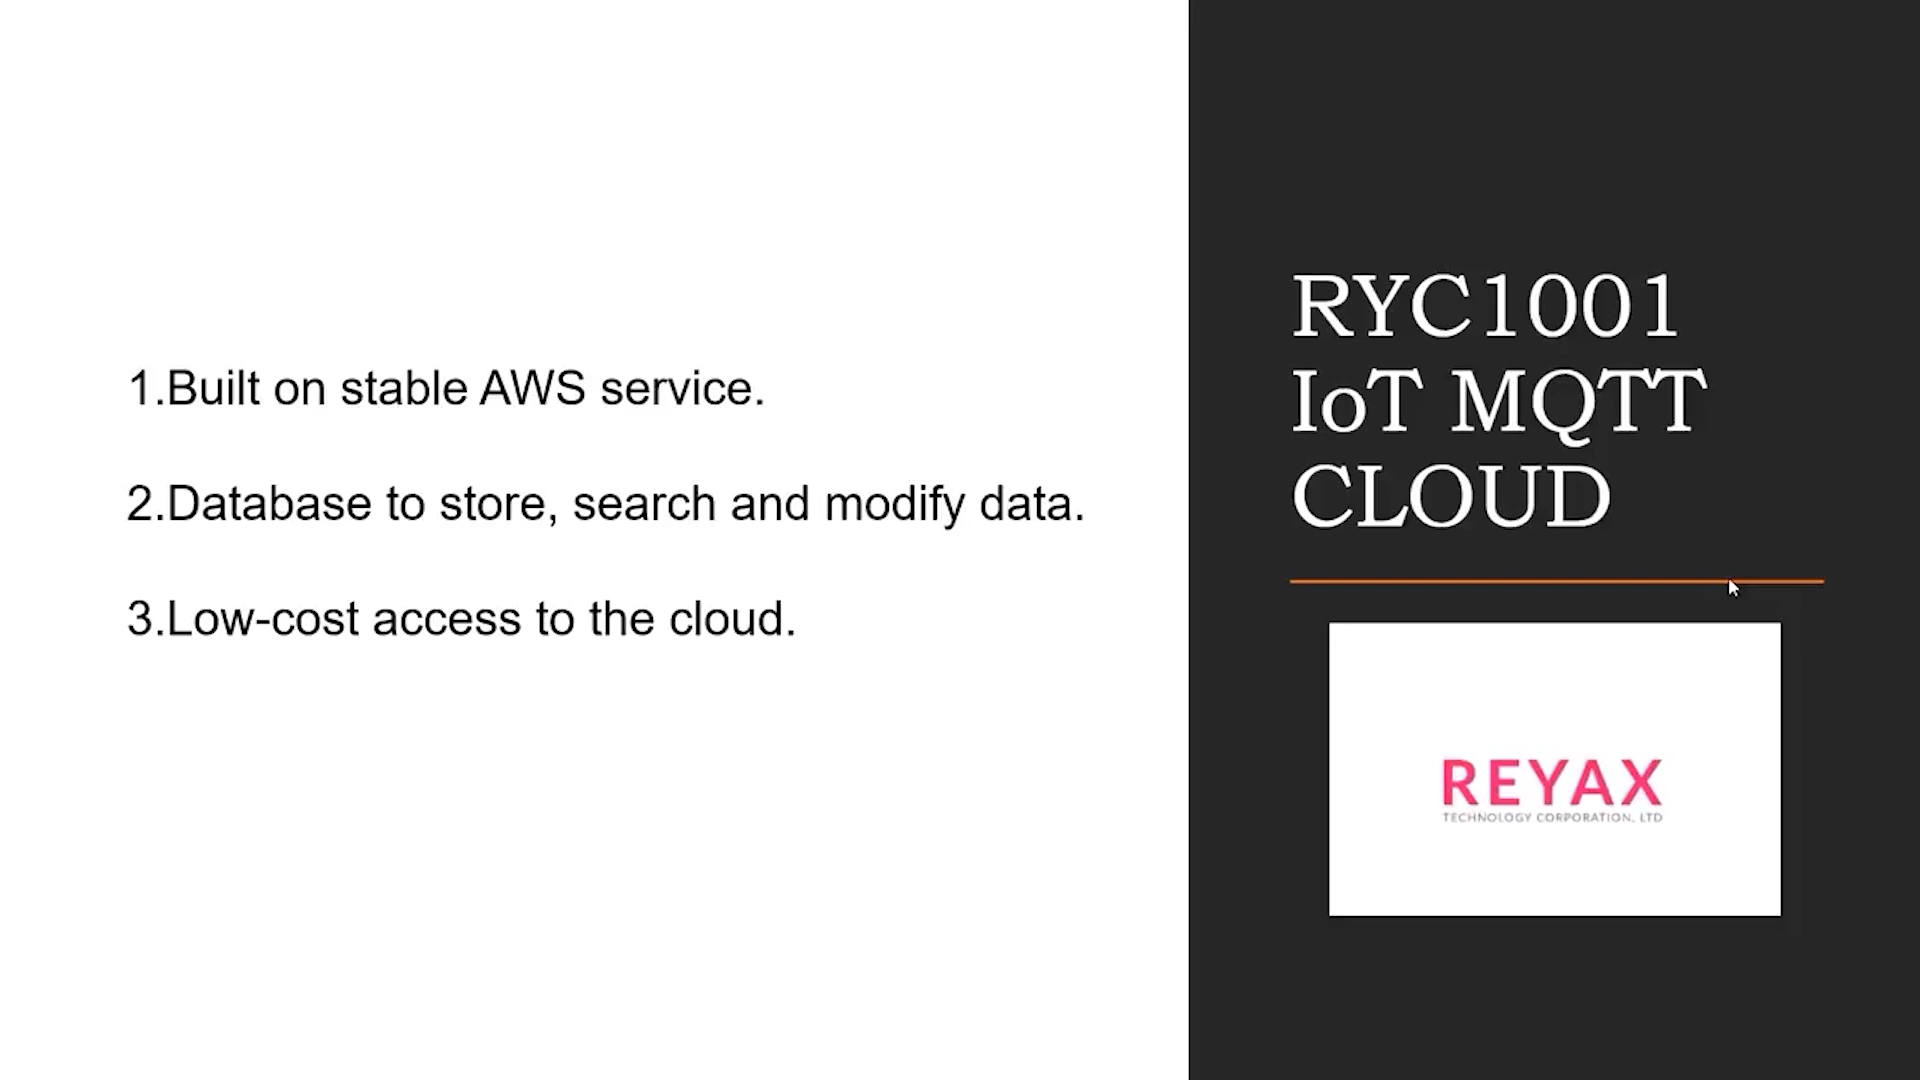 1.Built on stable AWS service.
2.Database to store, search and modify data.
3.Low-cost access to the cloud.
RYC1001
IoT MQTT
CLOUD
REYAX
TECHNOLOGY CORPORATION, LTD